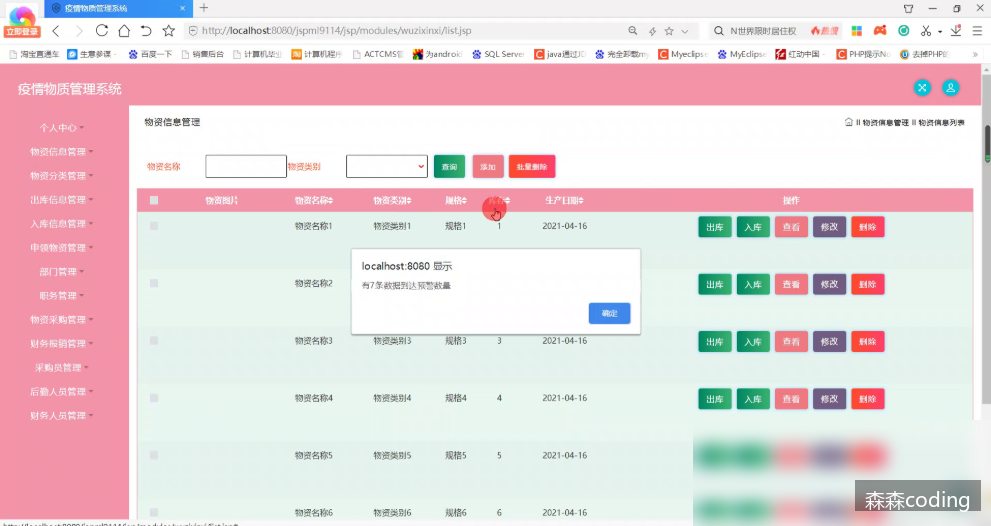 疫情物质管理系统
立即登录
http://localhost:8080/jspml9114/jsp/modules/wuzixinxi/list.jsp
N世界限时居住权
淘宝直通车
生意参谋
百度一下
销售后台
计算机毕业
计算机程序
ACTCMS管
为android
SQL Server
java通过JD
完全卸载my
Myeclipse
MyEclipse
红动中国
PHP提示No
去掉PHP
疫情物质管理系统
个人中心
物资信息管理
物资分类管理
出库信息管理
入库信息管理
申领物资管理
部门管理
职务管理
物资采购管理
财务报销管理
采购员管理
后勤人员管理
财务人员管理
物资信息管理
物资信息管理 物资信息列表
物资名称 物资类别 查询 添加 批量删除
物资图片 物资名称 物资类别 规格 生产日期 操作
物资名称1 物资类别1 规格1 1 2021-04-16 出库 入库 查看 修改 删除
物资名称2 出库 入库 查看 修改 删除
localhost:8080 显示
有7条数据到达预警数量
确定
物资名称3 物资类别3 规格3 3 2021-04-16 出库 入库 查看 修改 删除
物资名称4 物资类别4 规格4 4 2021-04-16 出库 入库 查看 修改 删除
物资名称5 物资类别5 规格5 5 2021-04-16
物资名称6 物资类别6 规格6 6 2021-04-16
森森coding